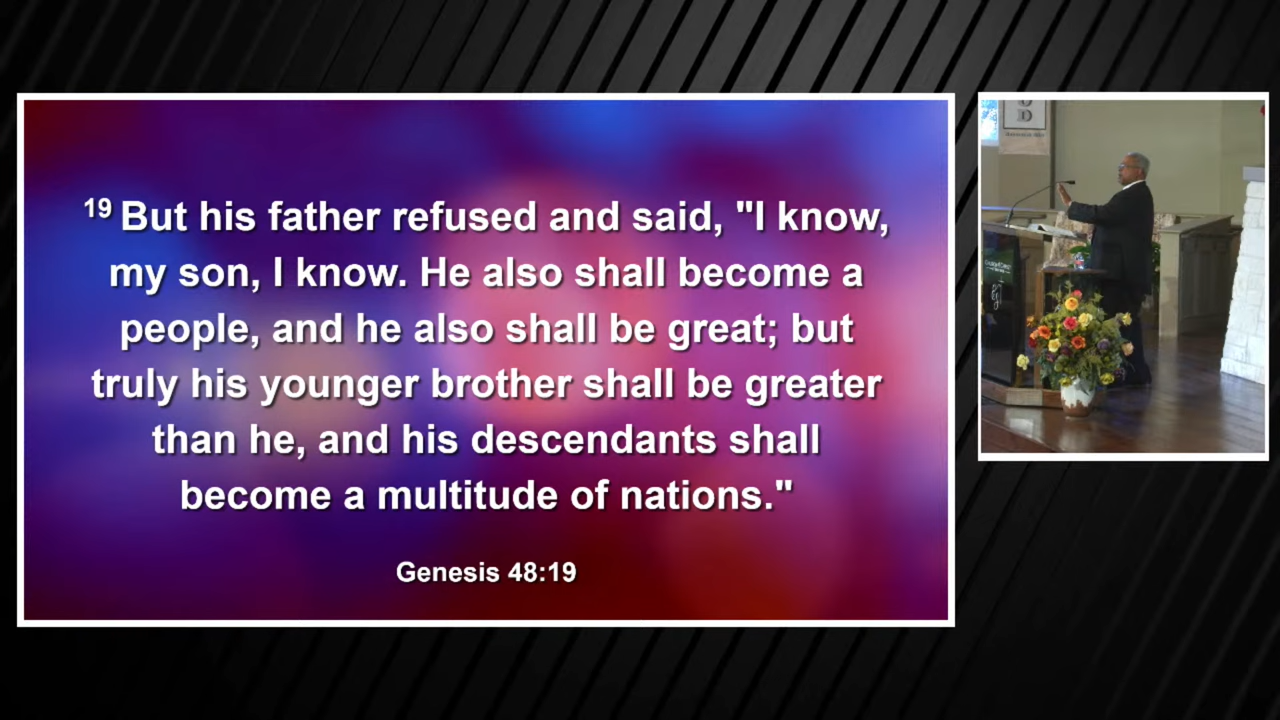 19 But his father refused and said, "I know,
my son, I know. He also shall become a
people, and he also shall be great; but
truly his younger brother shall be greater
than he, and his descendants shall
become a multitude of nations."
Genesis 48:19